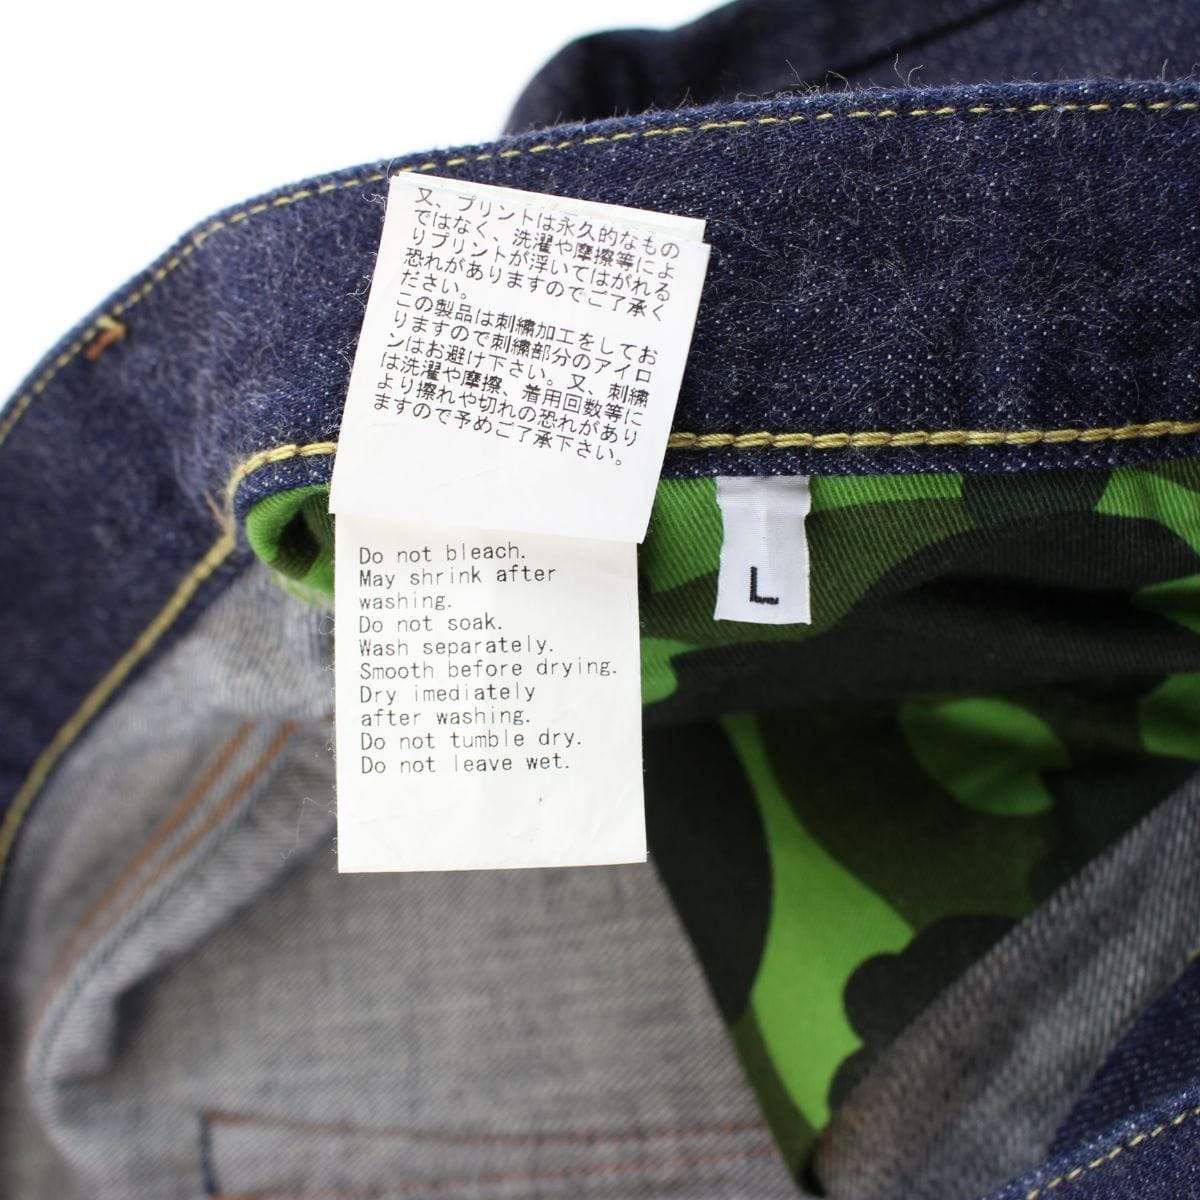 又、プリントは永久的なもの
ではなく、洗濯や摩擦等によ
りプリントが浮いてはがれる
恐れがありますのでご了承く
ださい。
この製品は刺繍加工をしてお
りますので刺繍部分のアイロ
ンはお避け下さい。又、刺繍
は洗濯や摩擦、着用回数等に
より擦れや切れの恐れがあり
ますので予めご了承下さい。
Do not bleach.
May shrink after
washing.
Do not soak.
Wash separately.
Smooth before drying.
Dry imediately
after washing.
Do not tumble dry.
Do not leave wet.
L